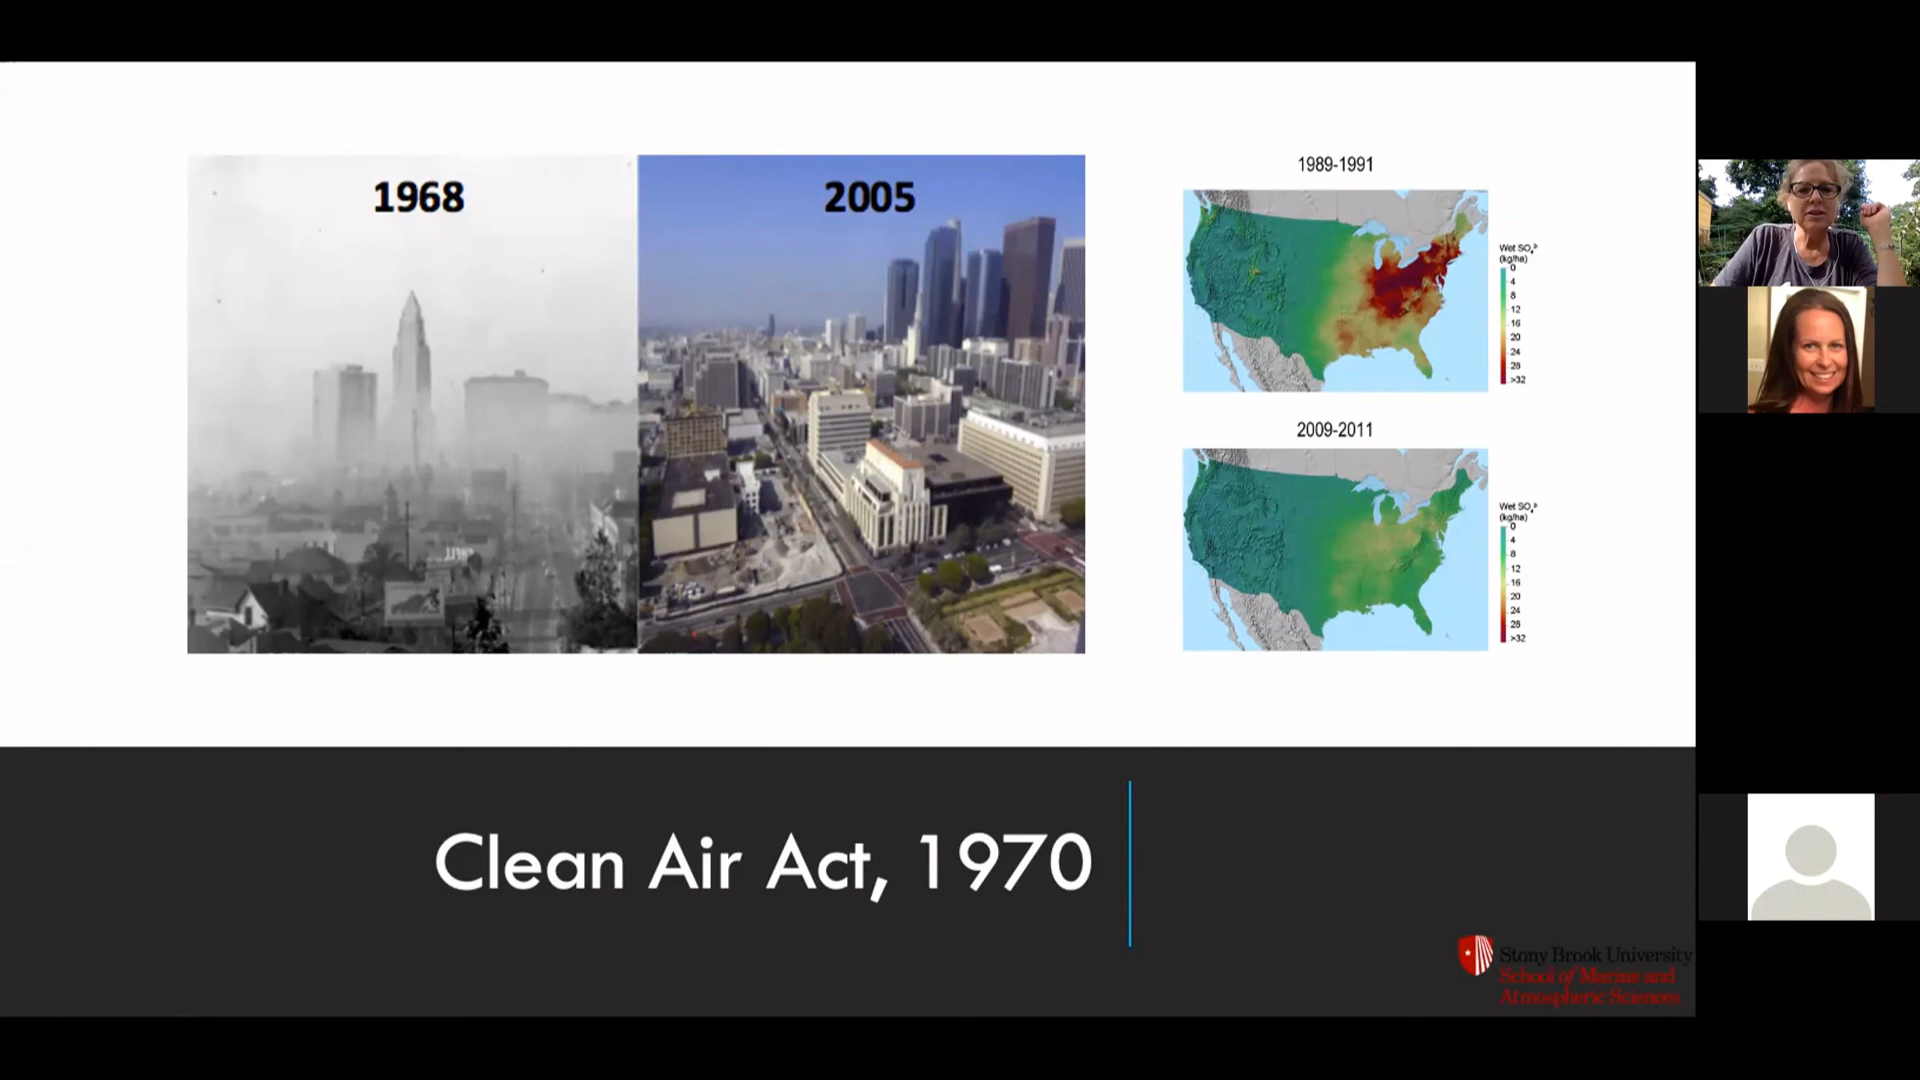 1968
2005
1989-1991
Wet SO₄²⁻
(kg/ha)
0
4
8
12
16
20
24
28
>32
2009-2011
Wet SO₄²⁻
(kg/ha)
0
4
8
12
16
20
24
28
>32
Clean Air Act, 1970
Stony Brook University
School of Marine and
Atmospheric Sciences